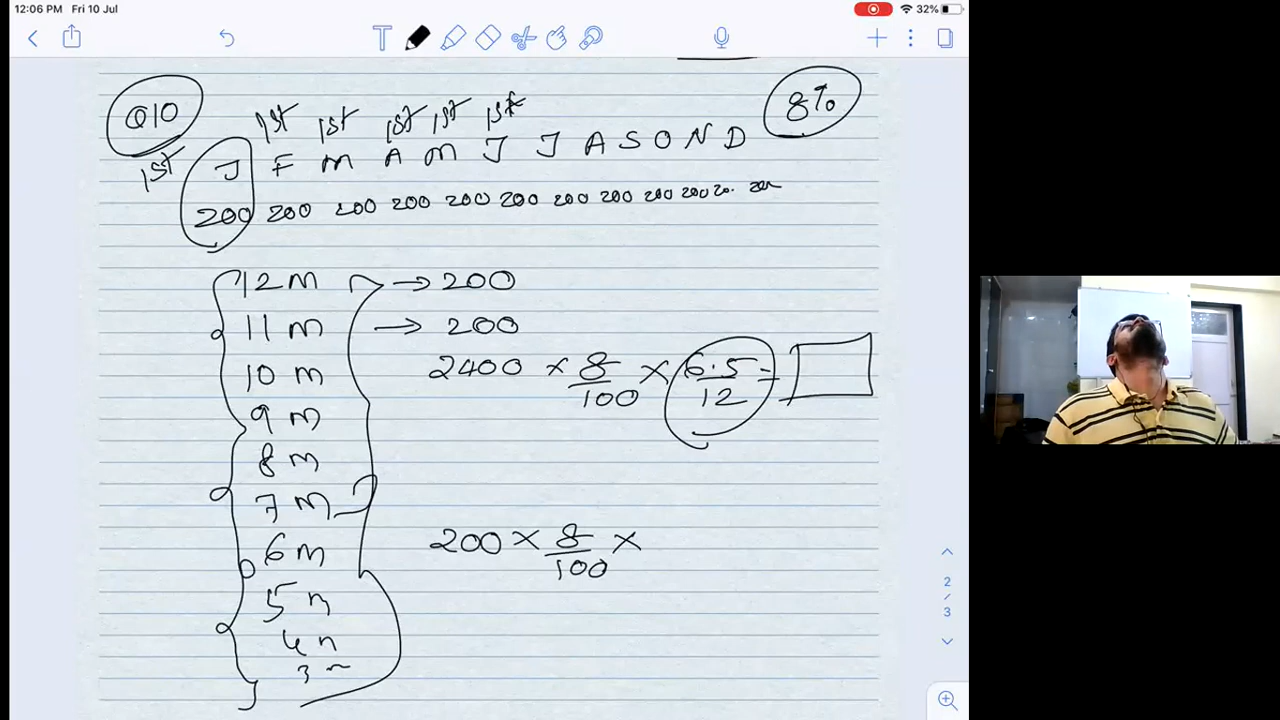 12:06 PM Fri 10 Jul 32%
T
1st 1st 1st 1st 1st 8%
Q10
1st J F M A M J J A S O N D
200 200 200 200 200 200 200 200 200 200
12 m → 200
11 m → 200
2400 × 8/100 × 6.5/12 =
10 m
9 m
8 m
7 m
200 × 8/100 ×
6 m
5 m
4 m
3 m
2
/
3